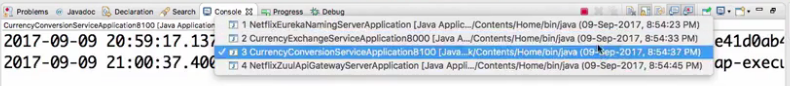 Problems Javadoc Declaration Search Console Progress Debug
CurrencyConversionServiceApplication8100 [Java Appli
1 NetflixEurekaNamingServerApplication [Java Applic.../Contents/Home/bin/java (09-Sep-2017, 8:54:23 PM)
2 CurrencyExchangeServiceApplication8000 [Java Appl.../Contents/Home/bin/java (09-Sep-2017, 8:54:33 PM)
2017-09-09 20:59:17.137 e41d0ab4
3 CurrencyConversionServiceApplication8100 [Java...k/Contents/Home/bin/java (09-Sep-2017, 8:54:37 PM)
4 NetflixZuulApiGatewayServerApplication [Java Appli.../Contents/Home/bin/java (09-Sep-2017, 8:54:45 PM)
2017-09-09 21:00:37.400 ap-execu